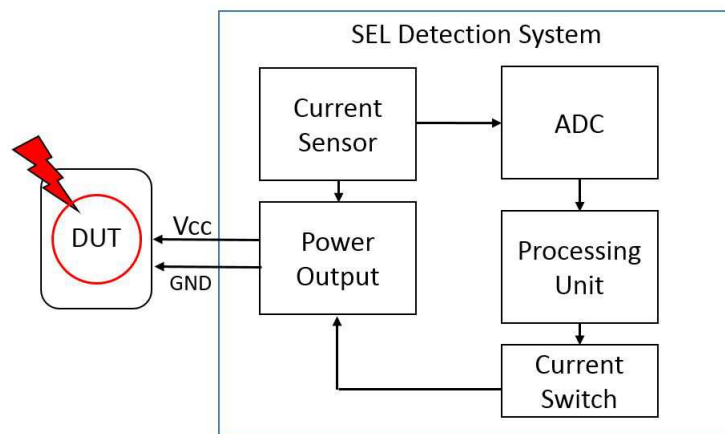 SEL Detection System
Current
Sensor
ADC
DUT
Vcc
GND
Power
Output
Processing
Unit
Current
Switch